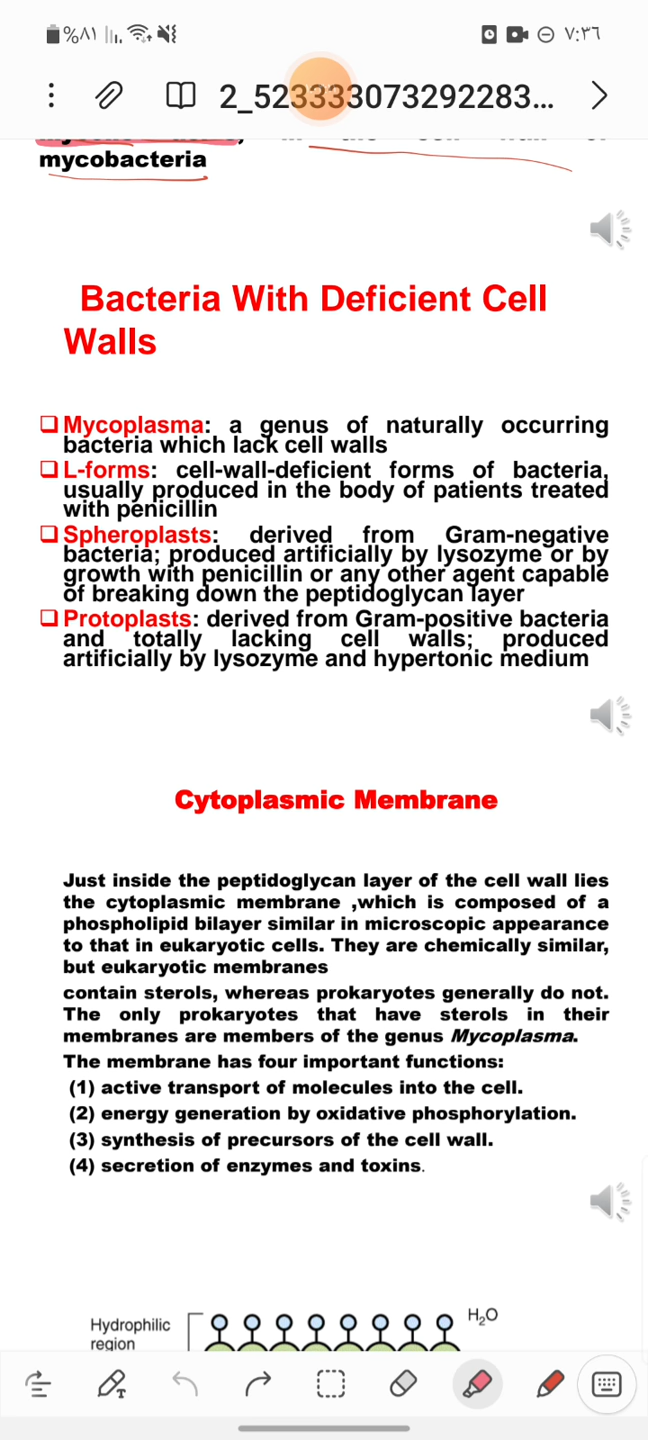 %٨١ ٧:٣٦
2_523333073292283...
mycobacteria
Bacteria With Deficient Cell
Walls
Mycoplasma: a genus of naturally occurring
bacteria which lack cell walls
L-forms: cell-wall-deficient forms of bacteria,
usually produced in the body of patients treated
with penicillin
Spheroplasts: derived from Gram-negative
bacteria; produced artificially by lysozyme or by
growth with penicillin or any other agent capable
of breaking down the peptidoglycan layer
Protoplasts: derived from Gram-positive bacteria
and totally lacking cell walls; produced
artificially by lysozyme and hypertonic medium
Cytoplasmic Membrane
Just inside the peptidoglycan layer of the cell wall lies
the cytoplasmic membrane ,which is composed of a
phospholipid bilayer similar in microscopic appearance
to that in eukaryotic cells. They are chemically similar,
but eukaryotic membranes
contain sterols, whereas prokaryotes generally do not.
The only prokaryotes that have sterols in their
membranes are members of the genus Mycoplasma.
The membrane has four important functions:
(1) active transport of molecules into the cell.
(2) energy generation by oxidative phosphorylation.
(3) synthesis of precursors of the cell wall.
(4) secretion of enzymes and toxins.
Hydrophilic
region
H₂O